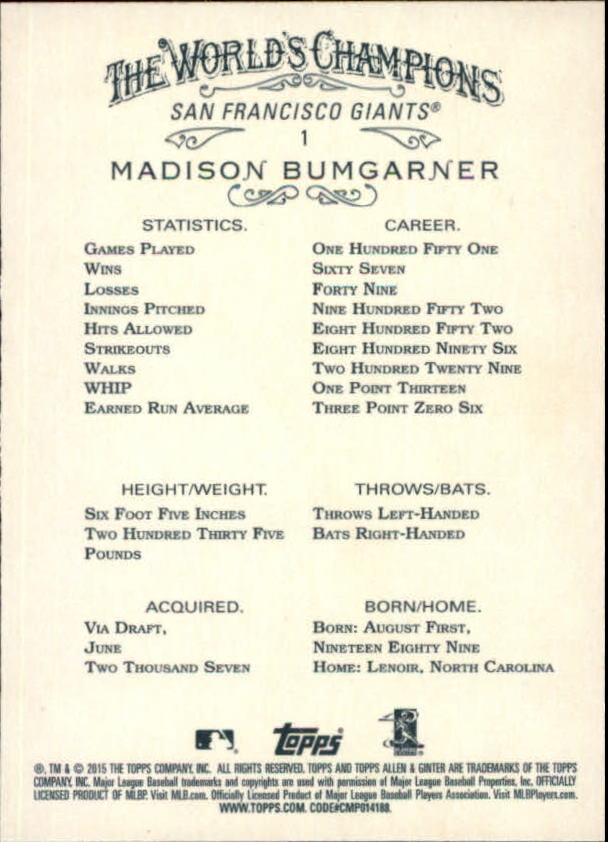 THE WORLD'S CHAMPIONS
SAN FRANCISCO GIANTS®
1
MADISON BUMGARNER
STATISTICS. CAREER.
GAMES PLAYED ONE HUNDRED FIFTY ONE
WINS SIXTY SEVEN
LOSSES FORTY NINE
INNINGS PITCHED NINE HUNDRED FIFTY TWO
HITS ALLOWED EIGHT HUNDRED FIFTY TWO
STRIKEOUTS EIGHT HUNDRED NINETY SIX
WALKS TWO HUNDRED TWENTY NINE
WHIP ONE POINT THIRTEEN
EARNED RUN AVERAGE THREE POINT ZERO SIX
HEIGHT/WEIGHT. THROWS/BATS.
SIX FOOT FIVE INCHES THROWS LEFT-HANDED
TWO HUNDRED THIRTY FIVE BATS RIGHT-HANDED
POUNDS
ACQUIRED. BORN/HOME.
VIA DRAFT, BORN: AUGUST FIRST,
JUNE NINETEEN EIGHTY NINE
TWO THOUSAND SEVEN HOME: LENOIR, NORTH CAROLINA
topps
®, TM & © 2015 THE TOPPS COMPANY, INC. ALL RIGHTS RESERVED. TOPPS AND TOPPS ALLEN & GINTER ARE TRADEMARKS OF THE TOPPS
COMPANY, INC. Major League Baseball trademarks and copyrights are used with permission of Major League Baseball Properties, Inc. OFFICIALLY
LICENSED PRODUCT OF MLBP. Visit MLB.com. Officially Licensed Product of Major League Baseball Players Association. Visit MLBPlayers.com.
WWW.TOPPS.COM. CODE#CMP014188.